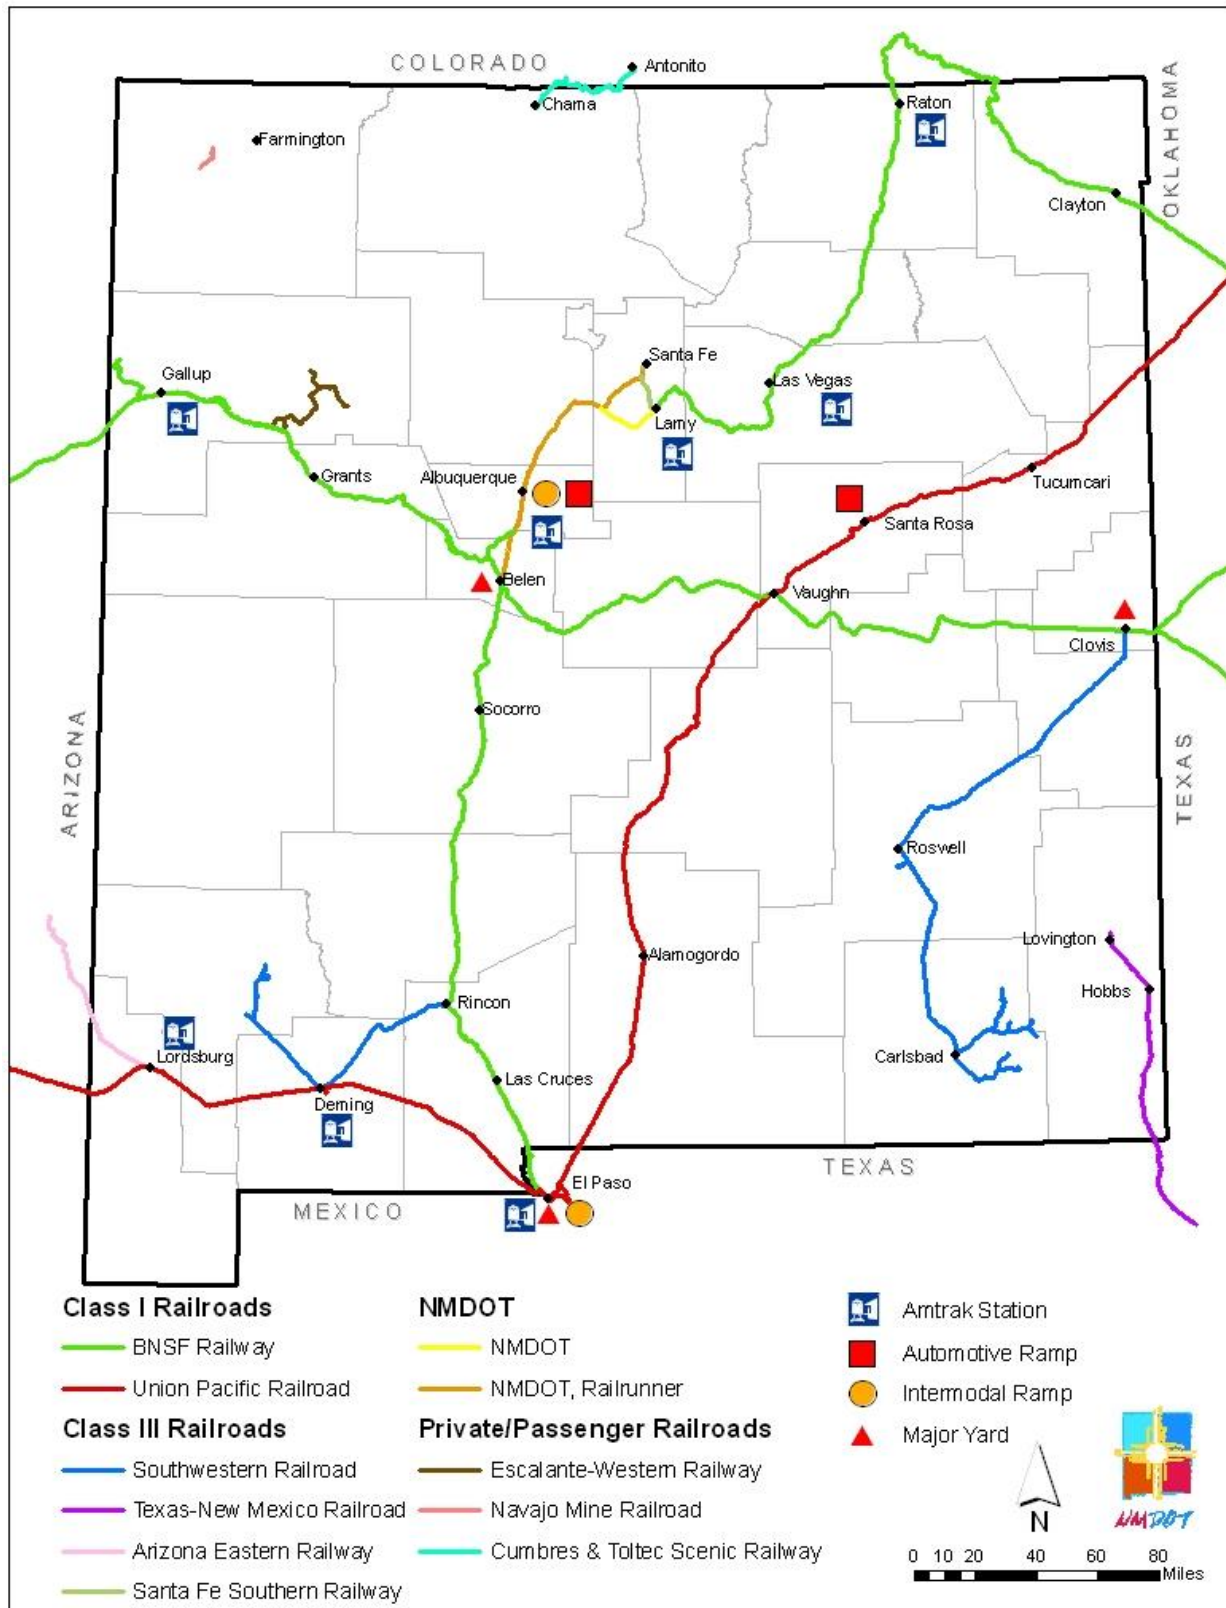 COLORADO
Antonito
Chama
Raton
Farmington
OKLAHOMA
Clayton
Santa Fe
Gallup
Las Vegas
Lamy
Grants
Albuquerque
Tucumcari
Santa Rosa
Belen
Vaughn
Clovis
Socorro
ARIZONA
TEXAS
Roswell
Lovington
Alamogordo
Hobbs
Rincon
Lordsburg
Carlsbad
Las Cruces
Deming
TEXAS
El Paso
MEXICO
Class I Railroads
BNSF Railway
Union Pacific Railroad
Class III Railroads
Southwestern Railroad
Texas-New Mexico Railroad
Arizona Eastern Railway
Santa Fe Southern Railway
NMDOT
NMDOT
NMDOT, Railrunner
Private/Passenger Railroads
Escalante-Western Railway
Navajo Mine Railroad
Cumbres & Toltec Scenic Railway
Amtrak Station
Automotive Ramp
Intermodal Ramp
Major Yard
N
NMDOT
0 10 20 40 60 80
Miles